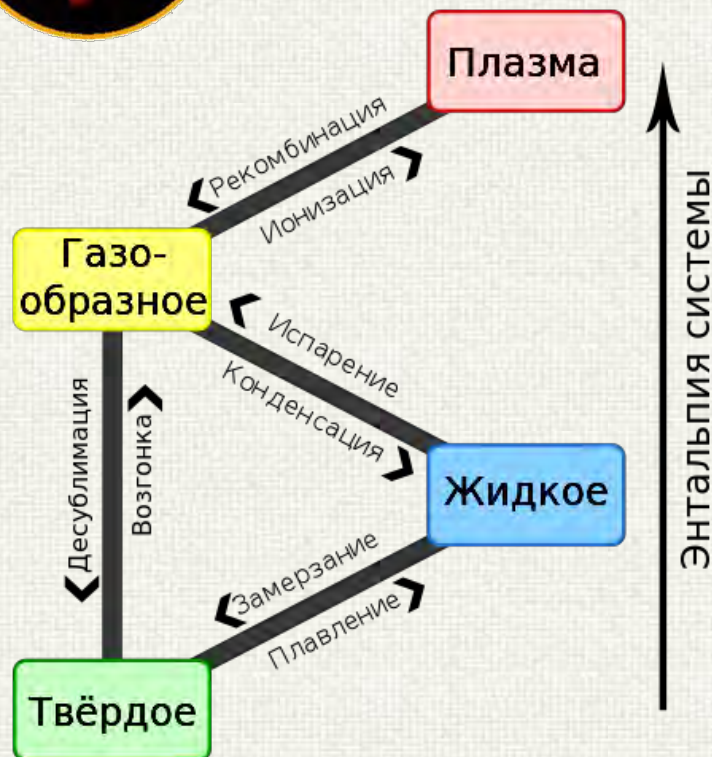 Плазма
Рекомбинация
Ионизация
Газо-
образное
Испарение
Конденсация
Десублимация
Возгонка
Жидкое
Замерзание
Плавление
Твёрдое
Энтальпия системы